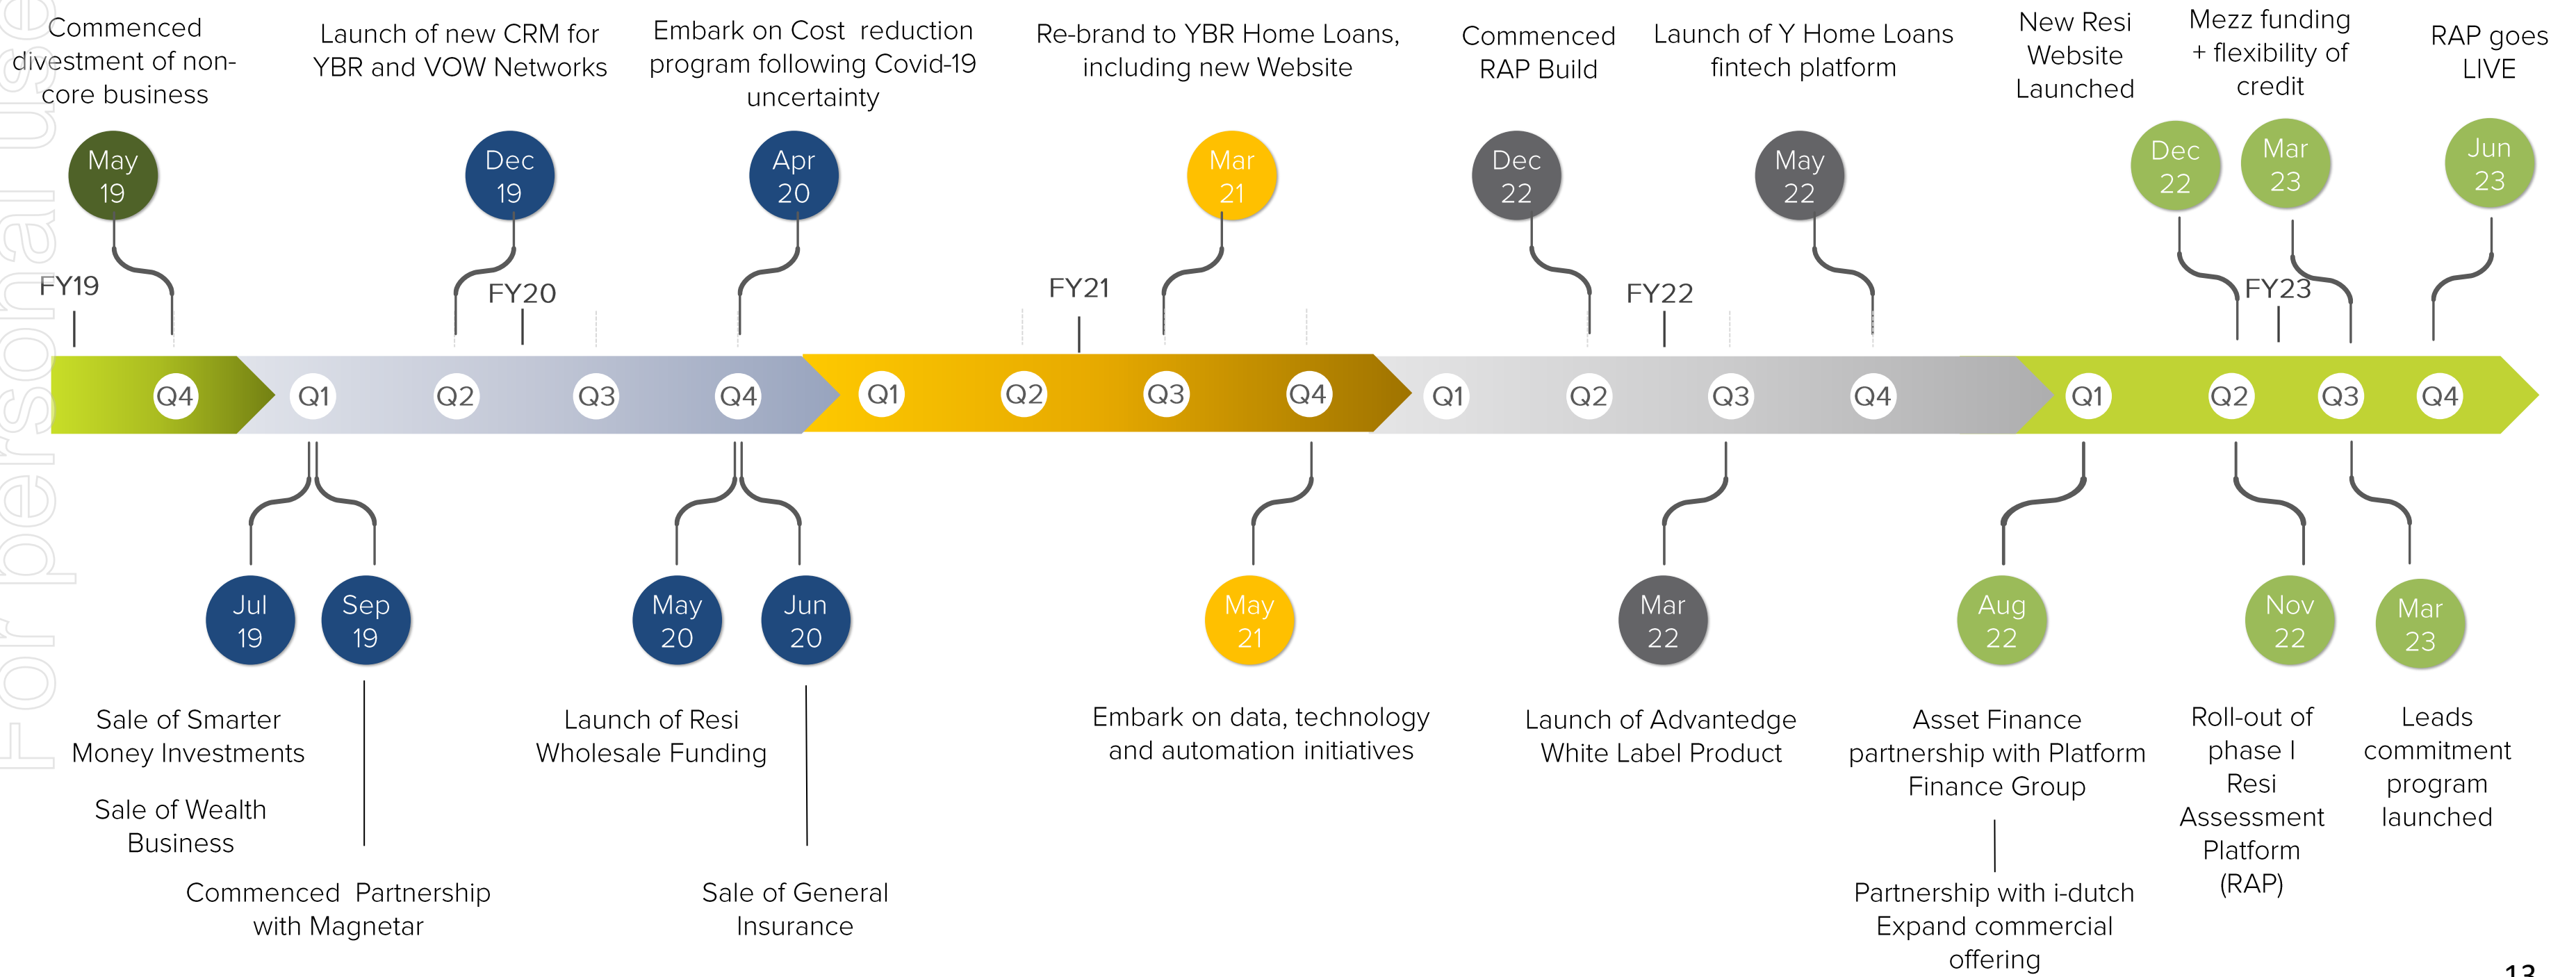 For personal use
Commenced
divestment of non-
core business
Launch of new CRM for
YBR and VOW Networks
Embark on Cost reduction
program following Covid-19
uncertainty
Re-brand to YBR Home Loans,
including new Website
Commenced
RAP Build
Launch of Y Home Loans
fintech platform
New Resi
Website
Launched
Mezz funding
+ flexibility of
credit
RAP goes
LIVE
May
19
Dec
19
Apr
20
Mar
21
Dec
22
May
22
Dec
22
Mar
23
Jun
23
FY19
FY20
FY21
FY22
FY23
Q4
Q1
Q2
Q3
Q4
Q1
Q2
Q3
Q4
Q1
Q2
Q3
Q4
Q1
Q2
Q3
Q4
Jul
19
Sep
19
May
20
Jun
20
May
21
Mar
22
Aug
22
Nov
22
Mar
23
Sale of Smarter
Money Investments
Sale of Wealth
Business
Commenced Partnership
with Magnetar
Launch of Resi
Wholesale Funding
Sale of General
Insurance
Embark on data, technology
and automation initiatives
Launch of Advantedge
White Label Product
Asset Finance
partnership with Platform
Finance Group
Partnership with i-dutch
Expand commercial
offering
Roll-out of
phase I
Resi
Assessment
Platform
(RAP)
Leads
commitment
program
launched
13